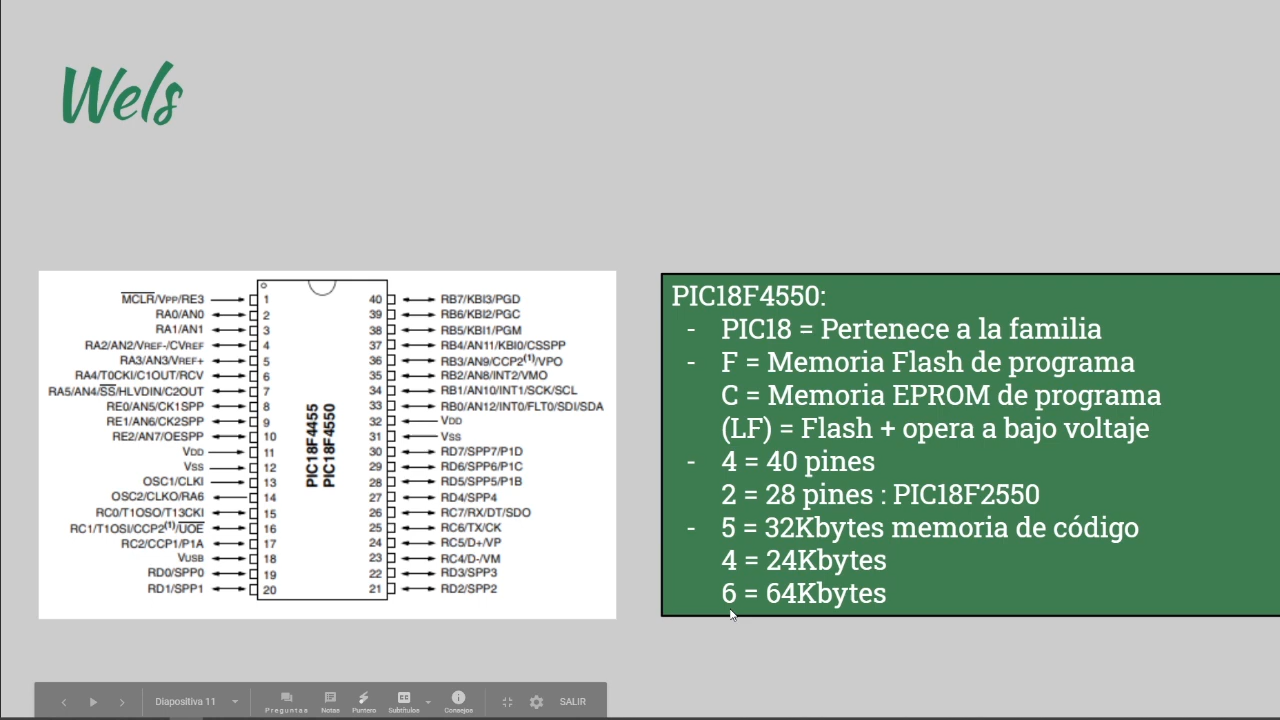 Wels
MCLR/VPP/RE3
RA0/AN0
RA1/AN1
RA2/AN2/VREF-/CVREF
RA3/AN3/VREF+
RA4/T0CKI/C1OUT/RCV
RA5/AN4/SS/HLVDIN/C2OUT
RE0/AN5/CK1SPP
RE1/AN6/CK2SPP
RE2/AN7/OESPP
VDD
VSS
OSC1/CLKI
OSC2/CLKO/RA6
RC0/T1OSO/T13CKI
RC1/T1OSI/CCP2(1)/UOE
RC2/CCP1/P1A
VUSB
RD0/SPP0
RD1/SPP1
1
2
3
4
5
6
7
8
9
10
11
12
13
14
15
16
17
18
19
20
PIC18F4455
PIC18F4550
40
39
38
37
36
35
34
33
32
31
30
29
28
27
26
25
24
23
22
21
RB7/KBI3/PGD
RB6/KBI2/PGC
RB5/KBI1/PGM
RB4/AN11/KBI0/CSSPP
RB3/AN9/CCP2(1)/VPO
RB2/AN8/INT2/VMO
RB1/AN10/INT1/SCK/SCL
RB0/AN12/INT0/FLT0/SDI/SDA
VDD
VSS
RD7/SPP7/P1D
RD6/SPP6/P1C
RD5/SPP5/P1B
RD4/SPP4
RC7/RX/DT/SDO
RC6/TX/CK
RC5/D+/VP
RC4/D-/VM
RD3/SPP3
RD2/SPP2
PIC18F4550:
- PIC18 = Pertenece a la familia
- F = Memoria Flash de programa
C = Memoria EPROM de programa
(LF) = Flash + opera a bajo voltaje
- 4 = 40 pines
2 = 28 pines : PIC18F2550
- 5 = 32Kbytes memoria de código
4 = 24Kbytes
6 = 64Kbytes
Diapositiva 11
Preguntas
Notas
Puntero
CC
Subtítulos
Consejos
SALIR